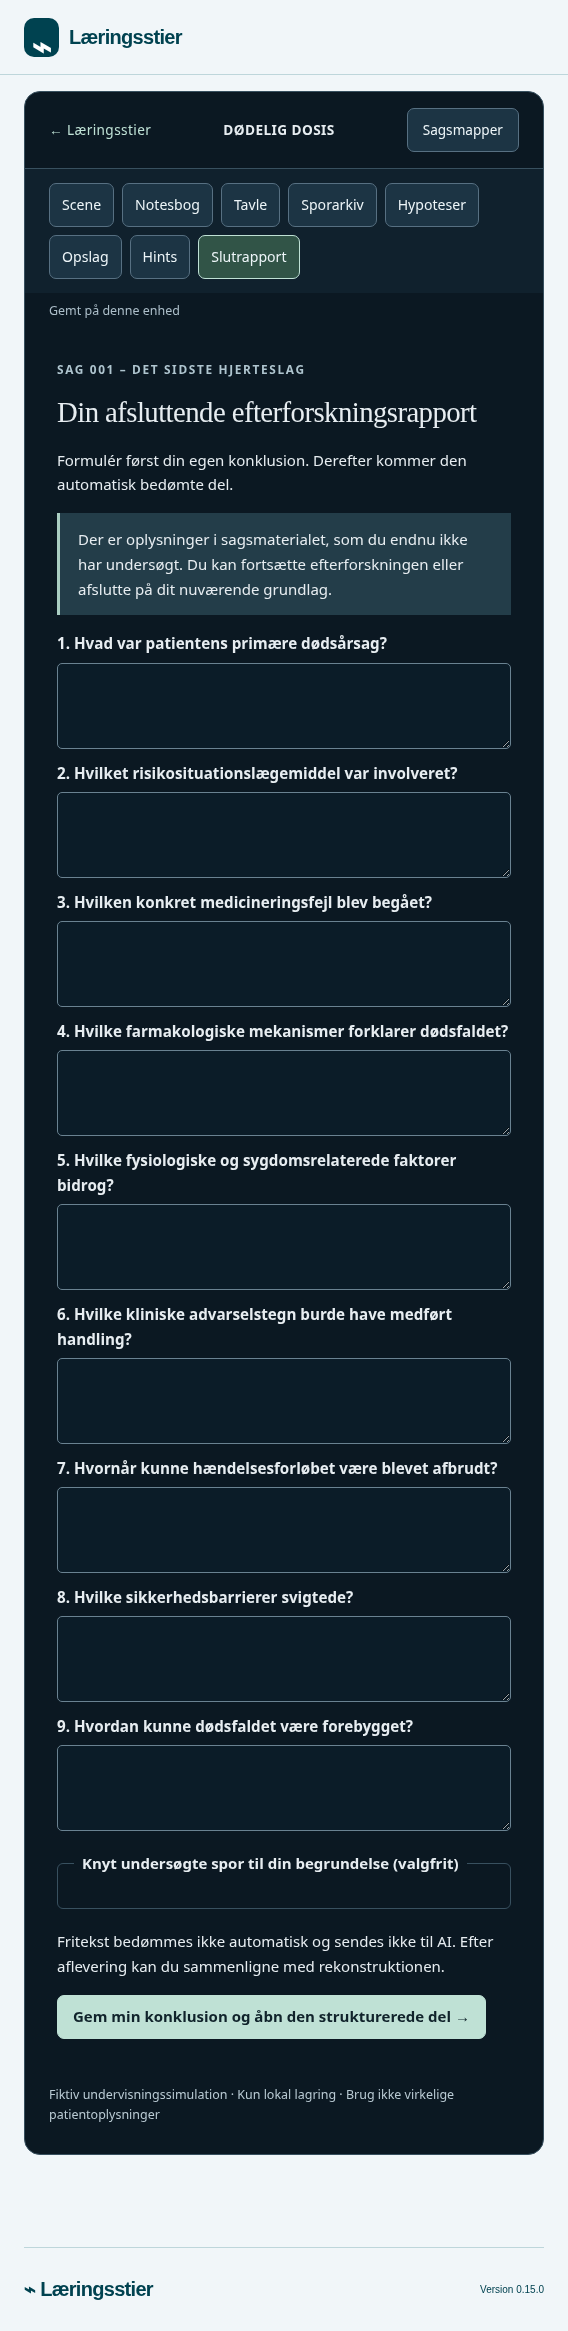 Læringsstier
← Læringsstier
DØDELIG DOSIS
Sagsmapper
Scene
Notesbog
Tavle
Sporarkiv
Hypoteser
Opslag
Hints
Slutrapport
Gemt på denne enhed
SAG 001 – DET SIDSTE HJERTESLAG
Din afsluttende efterforskningsrapport
Formulér først din egen konklusion. Derefter kommer den
automatisk bedømte del.
Der er oplysninger i sagsmaterialet, som du endnu ikke
har undersøgt. Du kan fortsætte efterforskningen eller
afslutte på dit nuværende grundlag.
1. Hvad var patientens primære dødsårsag?
2. Hvilket risikosituationslægemiddel var involveret?
3. Hvilken konkret medicineringsfejl blev begået?
4. Hvilke farmakologiske mekanismer forklarer dødsfaldet?
5. Hvilke fysiologiske og sygdomsrelaterede faktorer
bidrog?
6. Hvilke kliniske advarselstegn burde have medført
handling?
7. Hvornår kunne hændelsesforløbet være blevet afbrudt?
8. Hvilke sikkerhedsbarrierer svigtede?
9. Hvordan kunne dødsfaldet være forebygget?
Knyt undersøgte spor til din begrundelse (valgfrit)
Fritekst bedømmes ikke automatisk og sendes ikke til AI. Efter
aflevering kan du sammenligne med rekonstruktionen.
Gem min konklusion og åbn den strukturerede del →
Fiktiv undervisningssimulation · Kun lokal lagring · Brug ikke virkelige
patientoplysninger
Læringsstier
Version 0.15.0